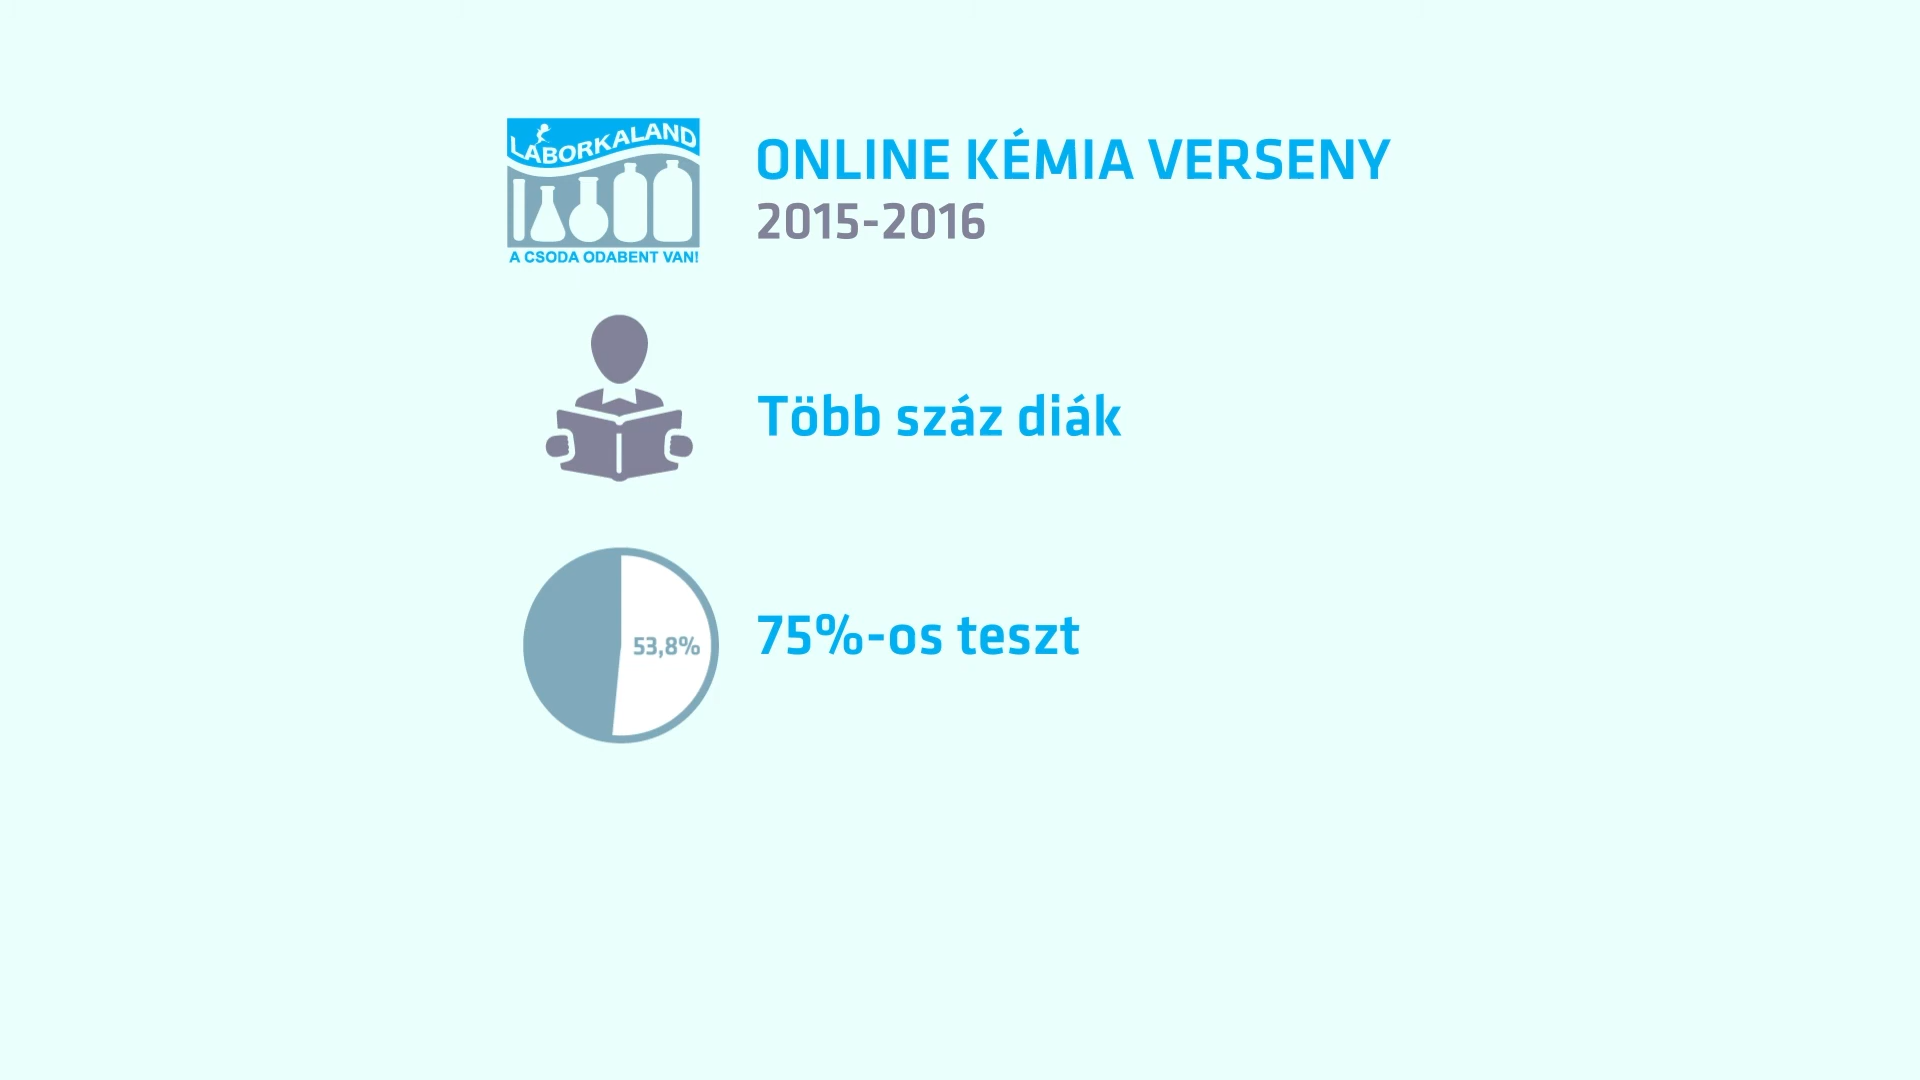 LABORKALAND
A CSODA ODABENT VAN!
ONLINE KÉMIA VERSENY
2015-2016
Több száz diák
53,8%
75%-os teszt